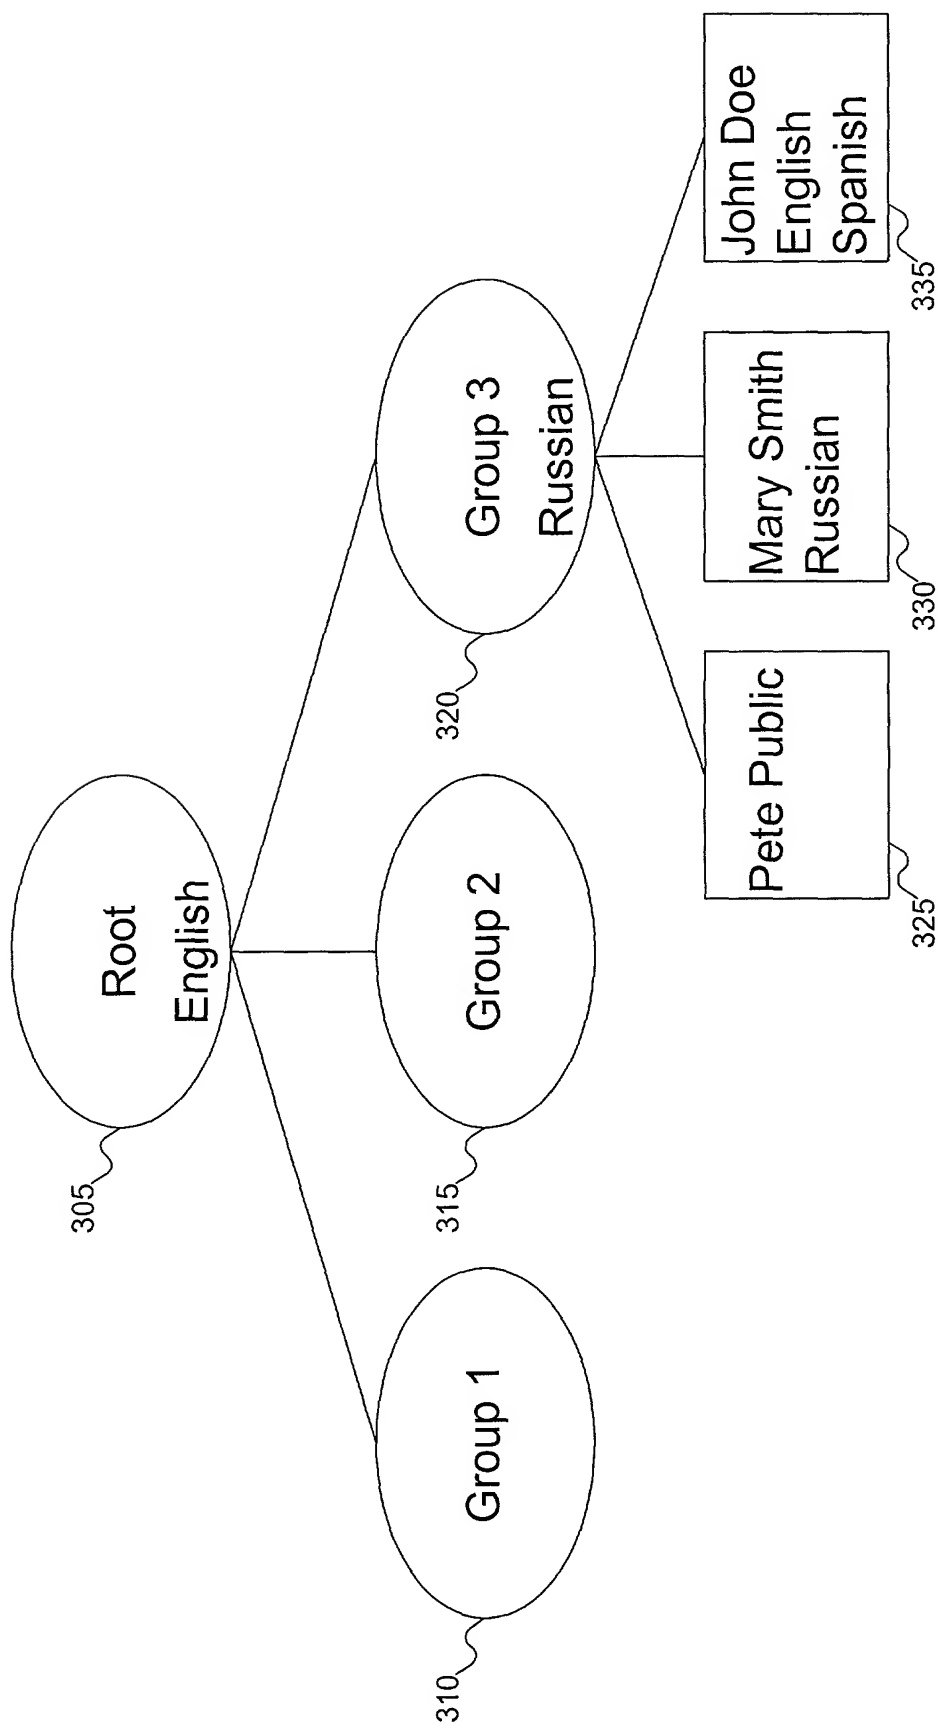 305
Root
English
310
Group 1
315
Group 2
320
Group 3
Russian
325
Pete Public
330
Mary Smith
Russian
335
John Doe
English
Spanish